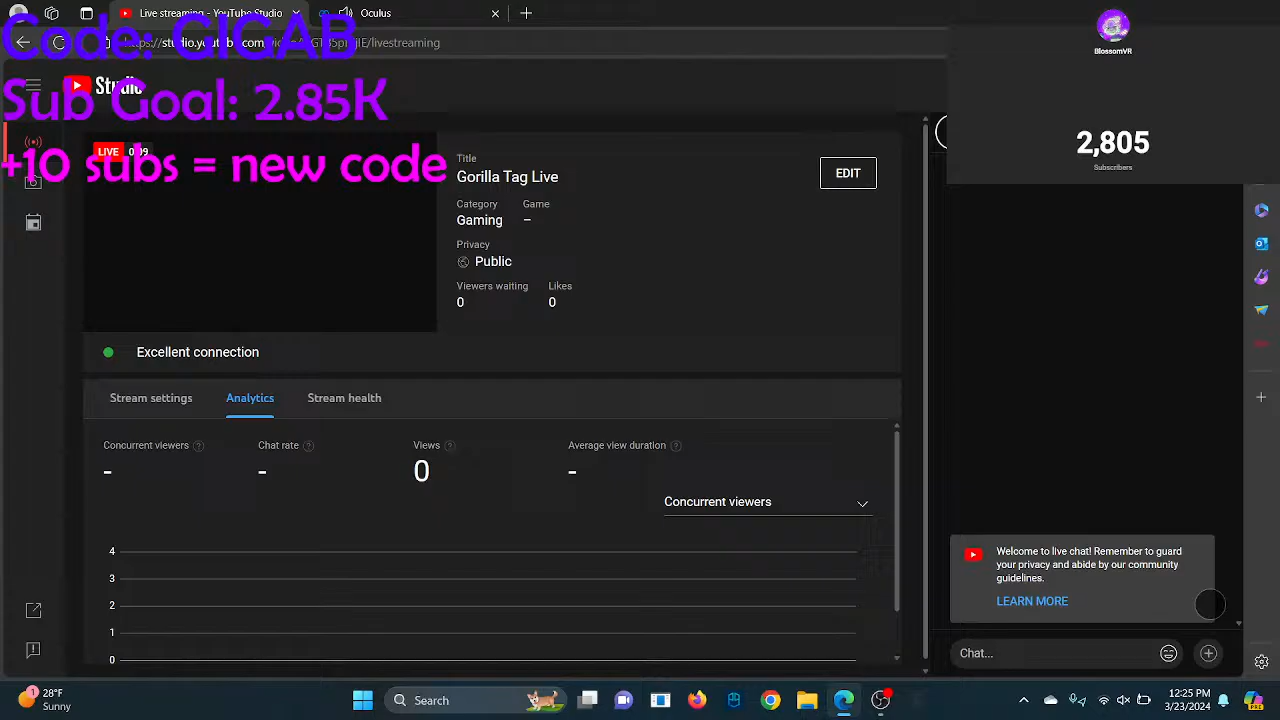 Live streaming - YouTube Studio
Oculus
Code: GIGAB
Studio
Sub Goal: 2.85K
+10 subs = new code
BlossomVR
2,805
Subscribers
LIVE
Title
Gorilla Tag Live
EDIT
Category
Game
Gaming
–
Privacy
Public
Viewers waiting
Likes
0
0
Excellent connection
Stream settings
Analytics
Stream health
Concurrent viewers
Chat rate
Views
Average view duration
-
-
0
-
Concurrent viewers
4
3
2
1
0
Welcome to live chat! Remember to guard
your privacy and abide by our community
guidelines.
LEARN MORE
Chat...
1
28°F
Sunny
Search
12:25 PM
3/23/2024